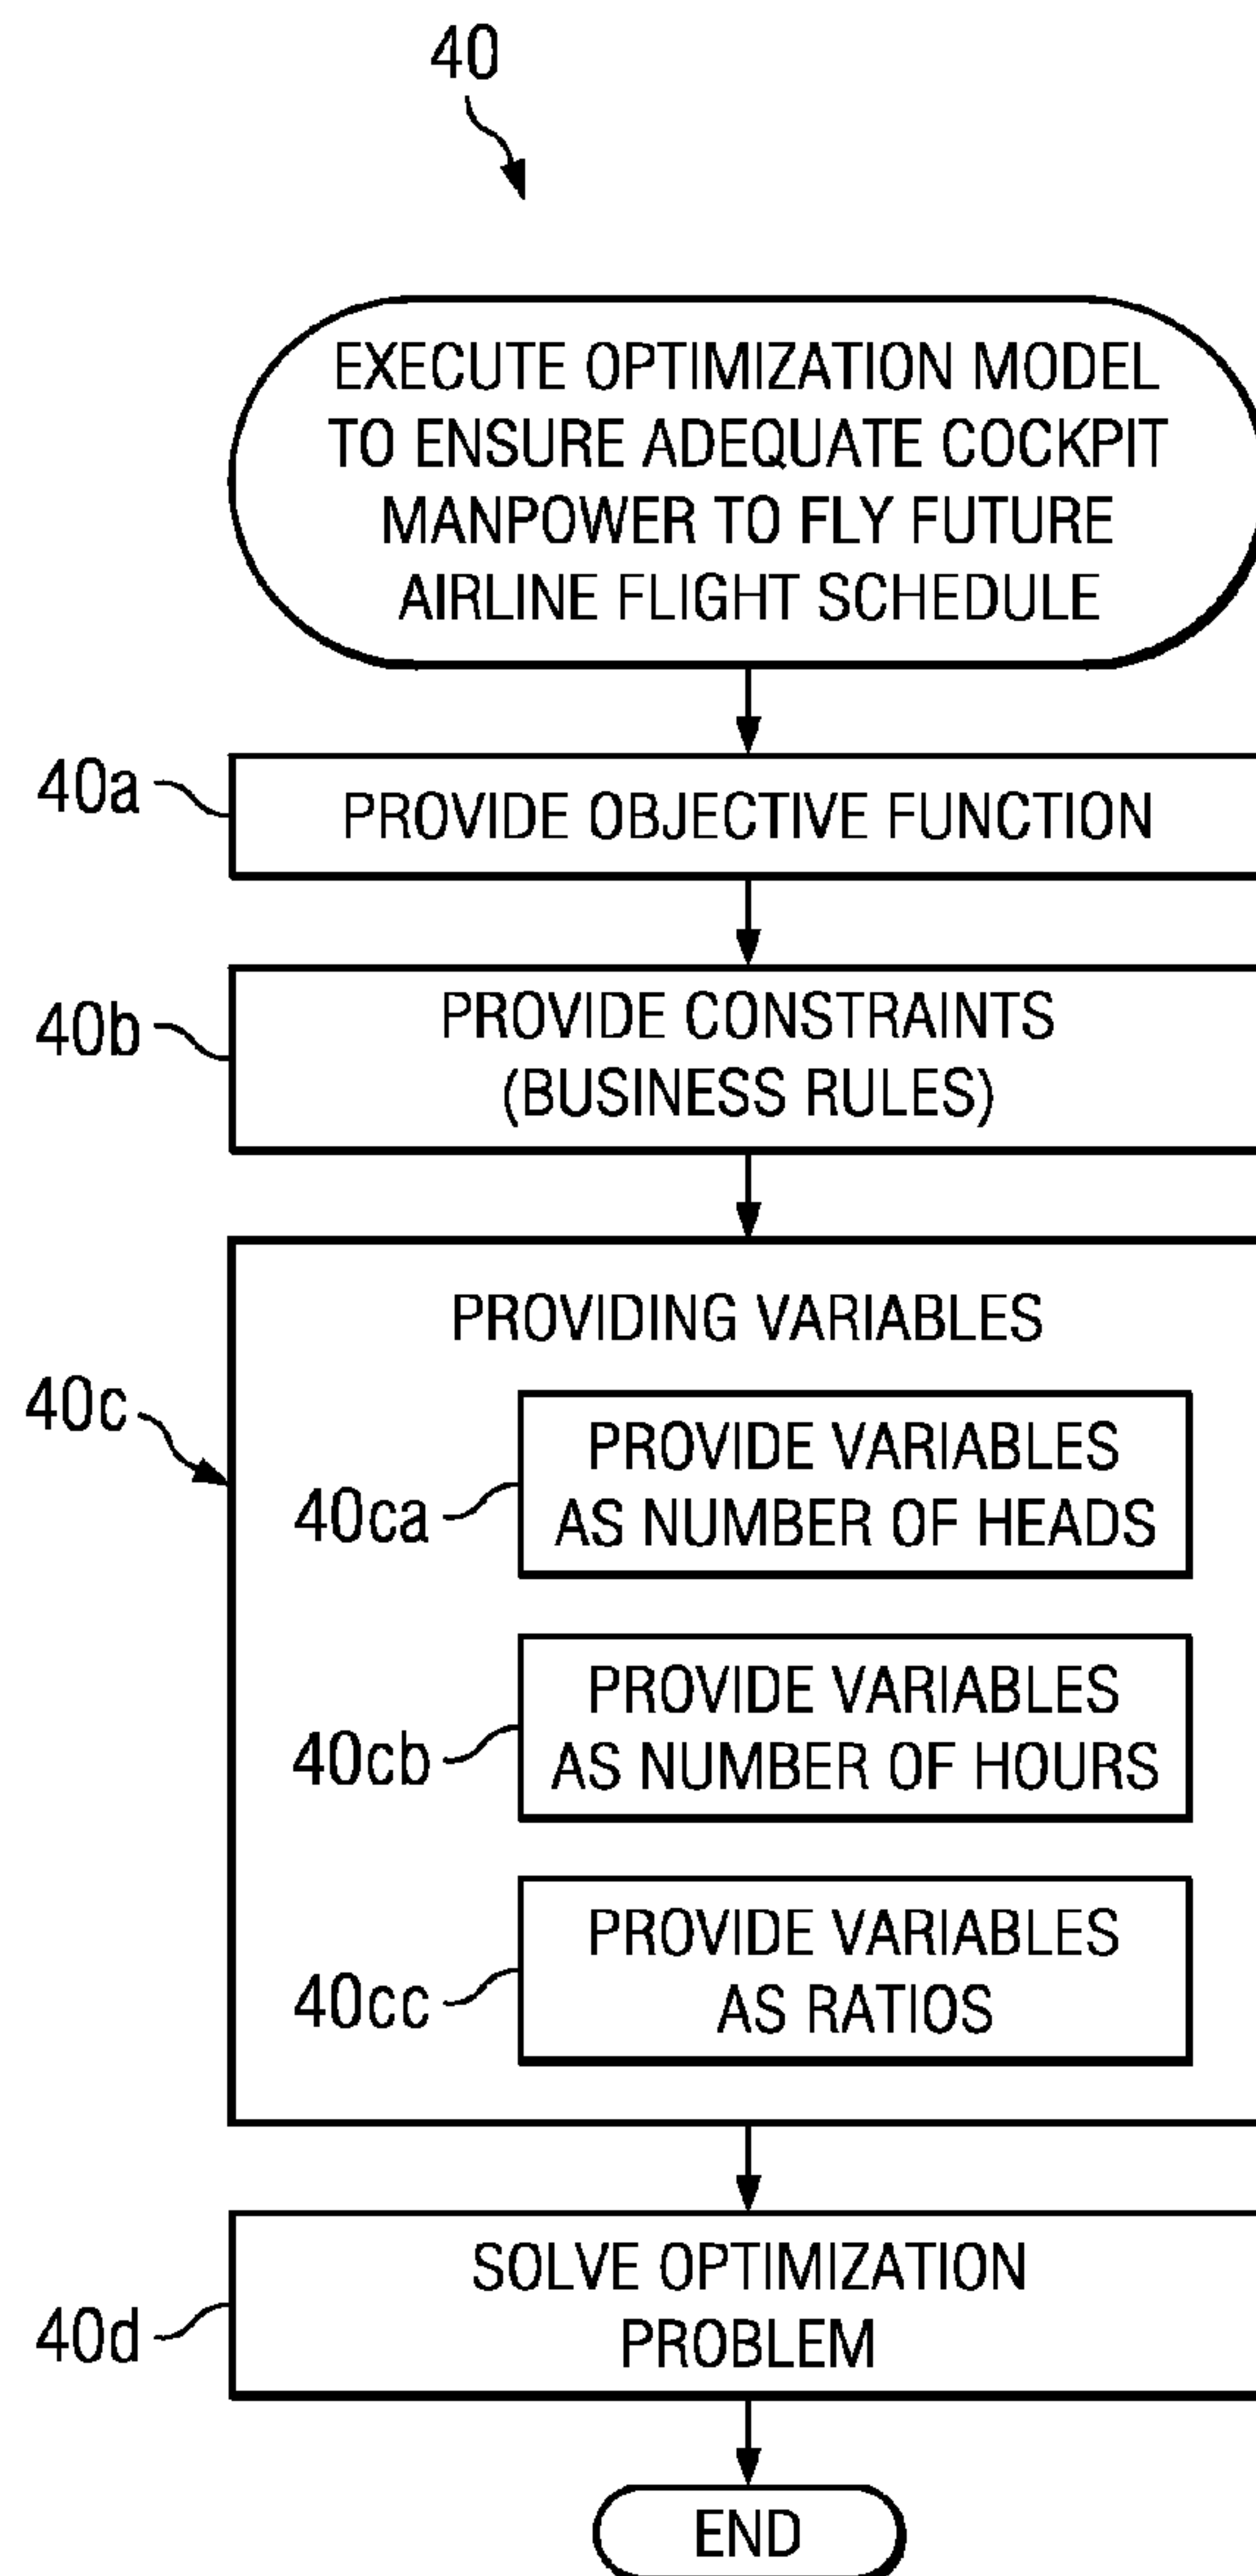 40
EXECUTE OPTIMIZATION MODEL
TO ENSURE ADEQUATE COCKPIT
MANPOWER TO FLY FUTURE
AIRLINE FLIGHT SCHEDULE
40a
PROVIDE OBJECTIVE FUNCTION
40b
PROVIDE CONSTRAINTS
(BUSINESS RULES)
40c
PROVIDING VARIABLES
40ca
PROVIDE VARIABLES
AS NUMBER OF HEADS
40cb
PROVIDE VARIABLES
AS NUMBER OF HOURS
40cc
PROVIDE VARIABLES
AS RATIOS
40d
SOLVE OPTIMIZATION
PROBLEM
END